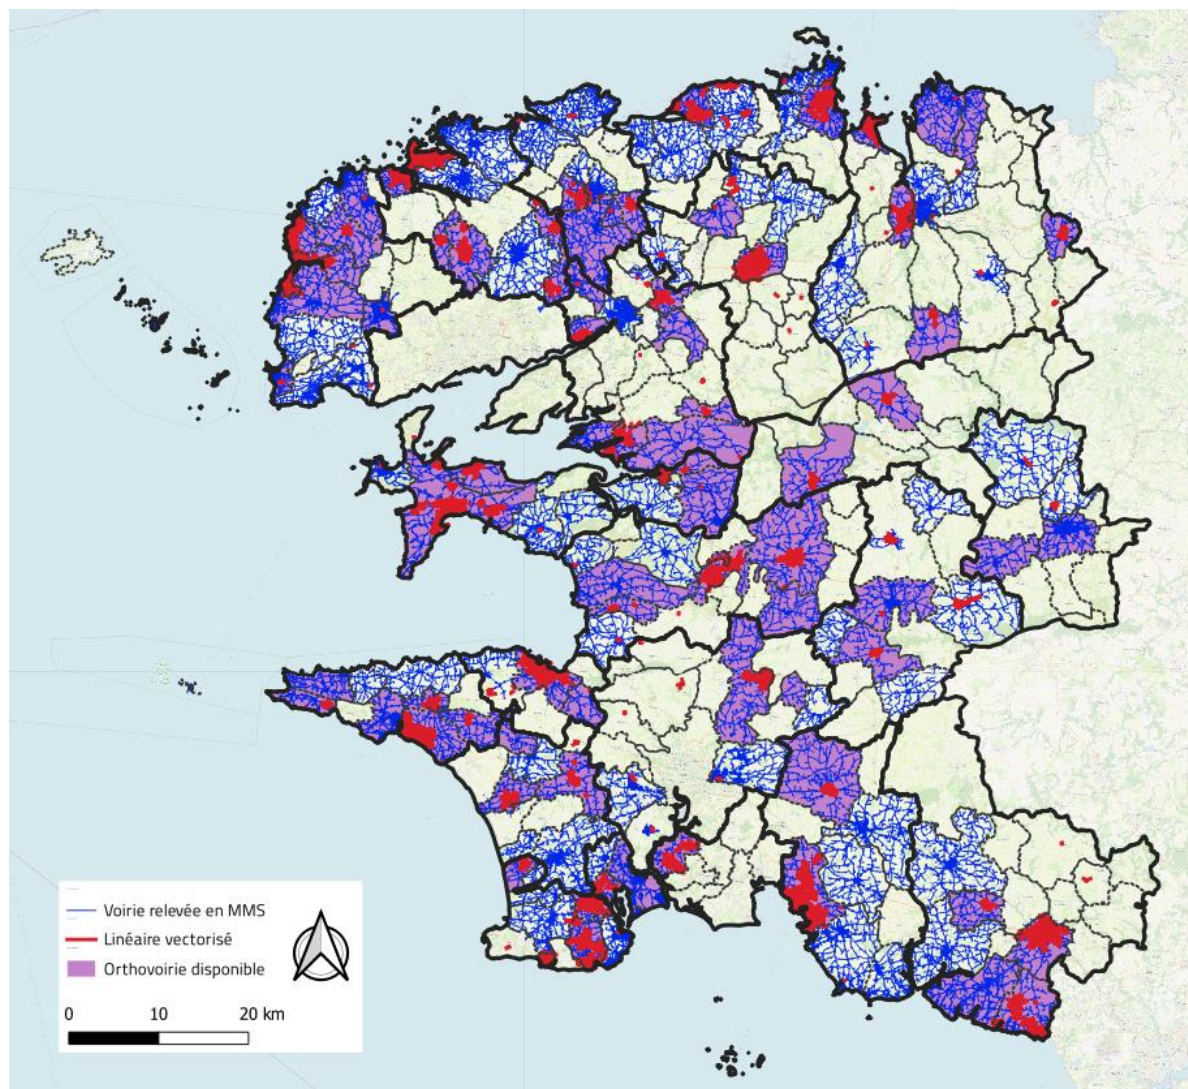 Voirie relevée en MMS
Linéaire vectorisé
Orthovoirie disponible
0 10 20 km